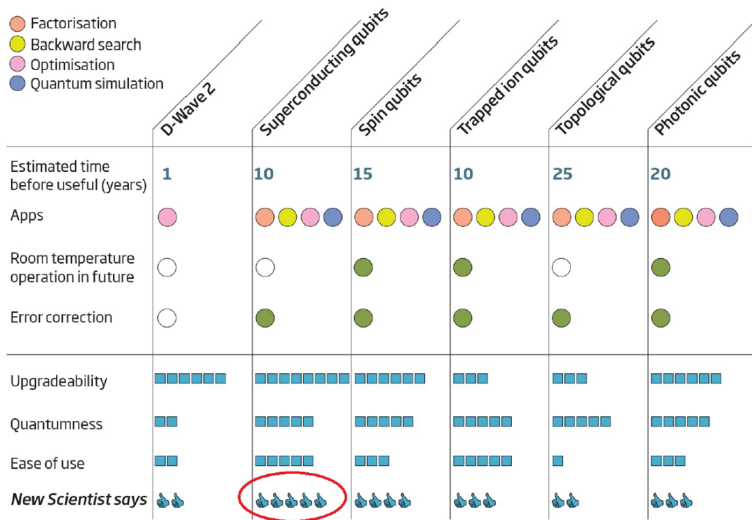 Factorisation
Backward search
Optimisation
Quantum simulation
D-Wave 2
Superconducting qubits
Spin qubits
Trapped ion qubits
Topological qubits
Photonic qubits
Estimated time
before useful (years)
1 10 15 10 25 20
Apps
Room temperature
operation in future
Error correction
Upgradeability
Quantumness
Ease of use
New Scientist says